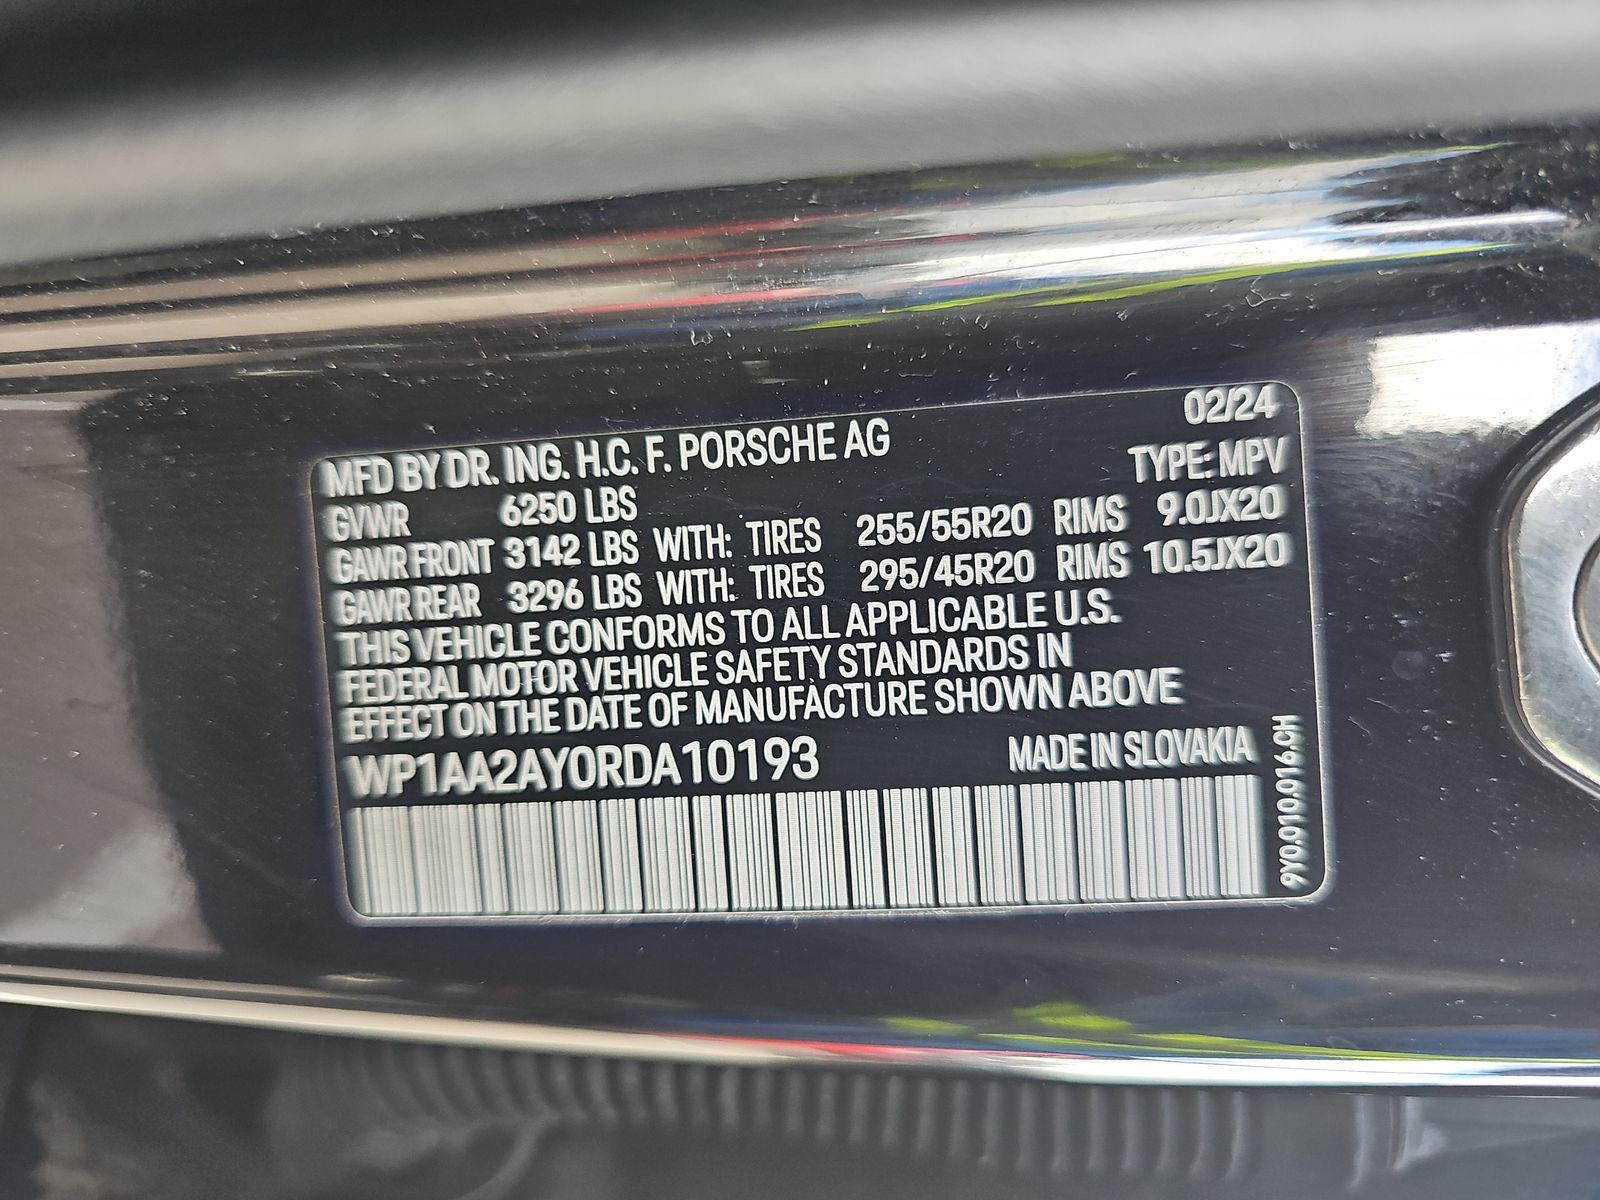 02/24
MFD BY DR. ING. H.C. F. PORSCHE AG TYPE: MPV
GVWR 6250 LBS
GAWR FRONT 3142 LBS WITH: TIRES 255/55R20 RIMS 9.0JX20
GAWR REAR 3296 LBS WITH: TIRES 295/45R20 RIMS 10.5JX20
THIS VEHICLE CONFORMS TO ALL APPLICABLE U.S.
FEDERAL MOTOR VEHICLE SAFETY STANDARDS IN
EFFECT ON THE DATE OF MANUFACTURE SHOWN ABOVE
WP1AA2AY0RDA10193 MADE IN SLOVAKIA
9Y0.010.016.CH